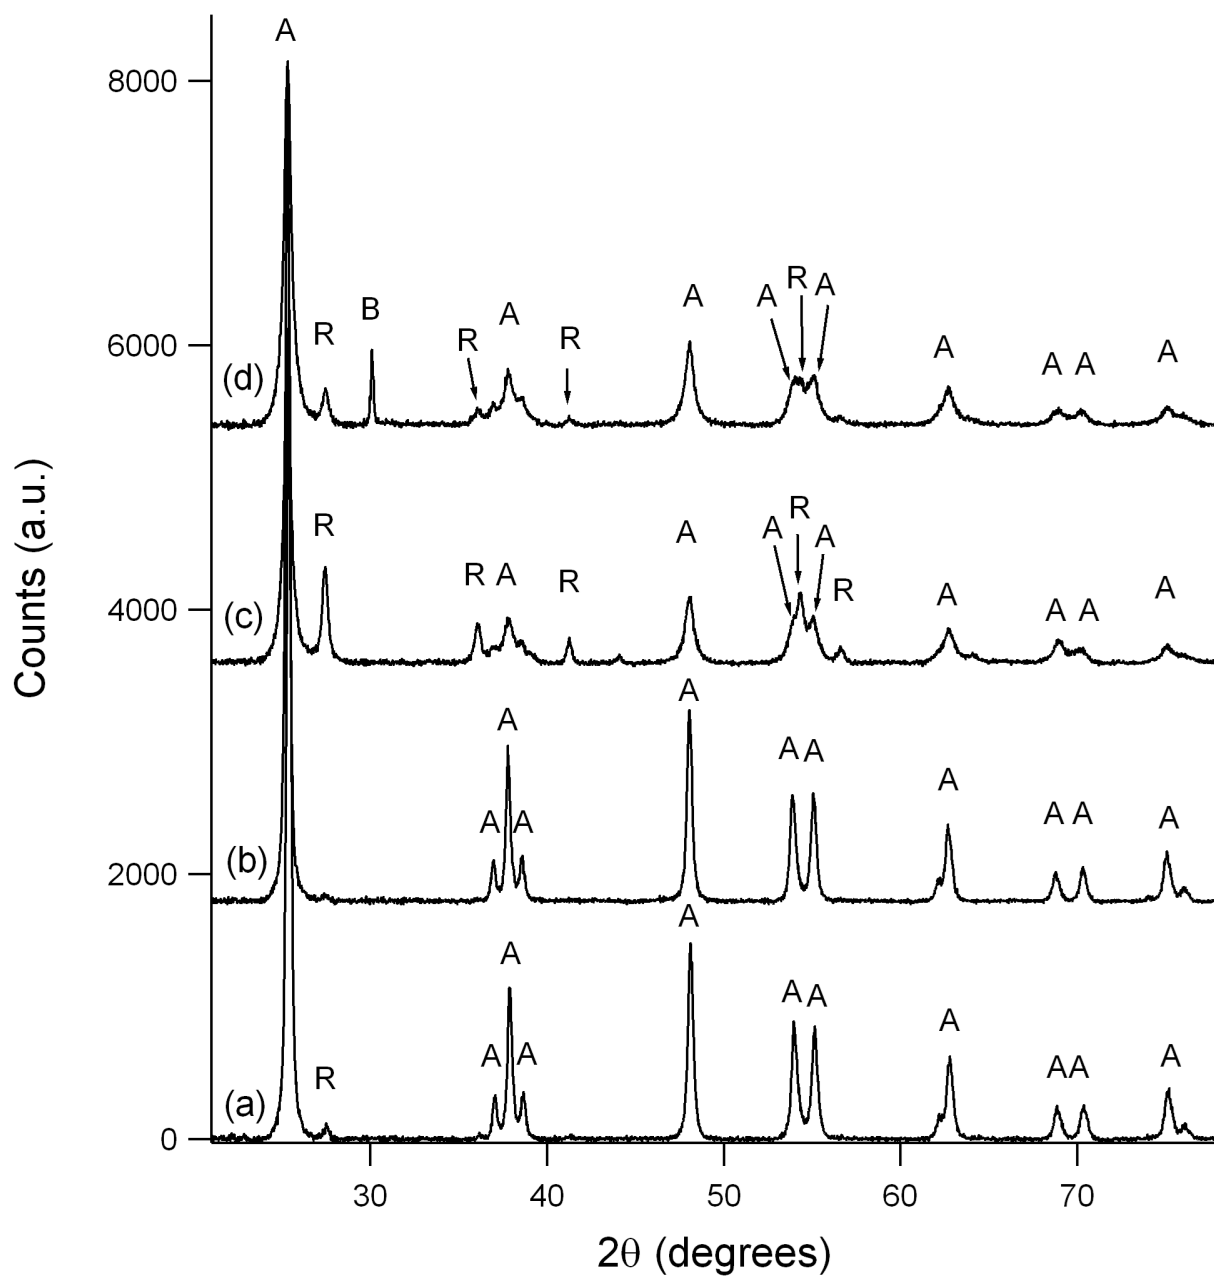 A
8000
R B R A R A A R A A A A A
6000
(d)
R R A R A A R A R A A A A
4000
(c)
A A A A A A A A A A
2000
(b)
R A A A A A A A A A A
0
(a)
30 40 50 60 70
2θ (degrees)
Counts (a.u.)